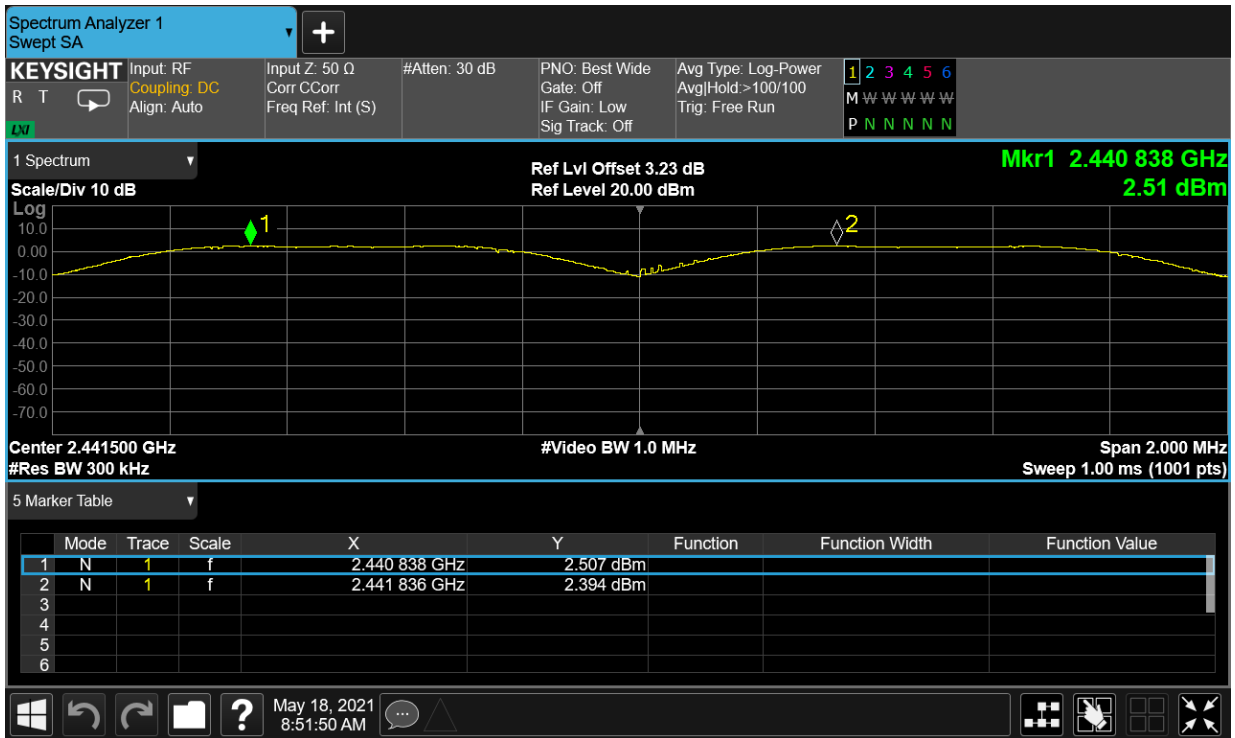 Spectrum Analyzer 1
Swept SA
+
KEYSIGHT
R T
LXI
Input: RF
Coupling: DC
Align: Auto
Input Z: 50 Ω
Corr CCorr
Freq Ref: Int (S)
#Atten: 30 dB
PNO: Best Wide
Gate: Off
IF Gain: Low
Sig Track: Off
Avg Type: Log-Power
Avg|Hold:>100/100
Trig: Free Run
1 2 3 4 5 6
M W W W W W
P N N N N N
1 Spectrum
Scale/Div 10 dB
Ref Lvl Offset 3.23 dB
Ref Level 20.00 dBm
Mkr1 2.440 838 GHz
2.51 dBm
Log
10.0
0.00
-10.0
-20.0
-30.0
-40.0
-50.0
-60.0
-70.0
1
2
Center 2.441500 GHz
#Res BW 300 kHz
#Video BW 1.0 MHz
Span 2.000 MHz
Sweep 1.00 ms (1001 pts)
5 Marker Table
Mode Trace Scale X Y Function Function Width Function Value
1 N 1 f 2.440 838 GHz 2.507 dBm
2 N 1 f 2.441 836 GHz 2.394 dBm
3
4
5
6
?
May 18, 2021
8:51:50 AM